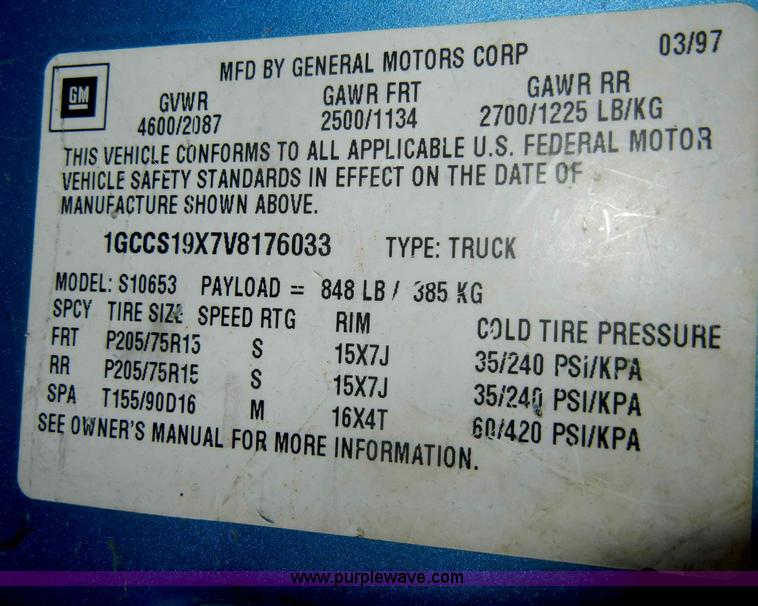 MFD BY GENERAL MOTORS CORP 03/97
GM
GVWR GAWR FRT GAWR RR
4600/2087 2500/1134 2700/1225 LB/KG
THIS VEHICLE CONFORMS TO ALL APPLICABLE U.S. FEDERAL MOTOR
VEHICLE SAFETY STANDARDS IN EFFECT ON THE DATE OF
MANUFACTURE SHOWN ABOVE.
1GCCS19X7V8176033 TYPE: TRUCK
MODEL: S10653 PAYLOAD = 848 LB / 385 KG
SPCY TIRE SIZE SPEED RTG RIM COLD TIRE PRESSURE
FRT P205/75R15 S 15X7J 35/240 PSI/KPA
RR P205/75R15 S 15X7J 35/240 PSI/KPA
SPA T155/90D16 M 16X4T 60/420 PSI/KPA
SEE OWNER'S MANUAL FOR MORE INFORMATION.
www.purplewave.com